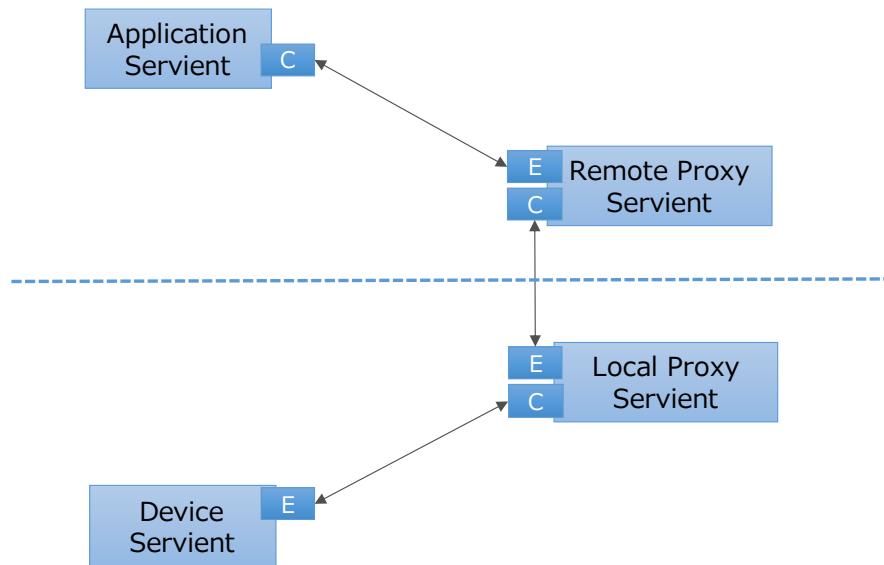 Application
Servient
C
E
Remote Proxy
C
Servient
E
Local Proxy
C
Servient
Device
E
Servient